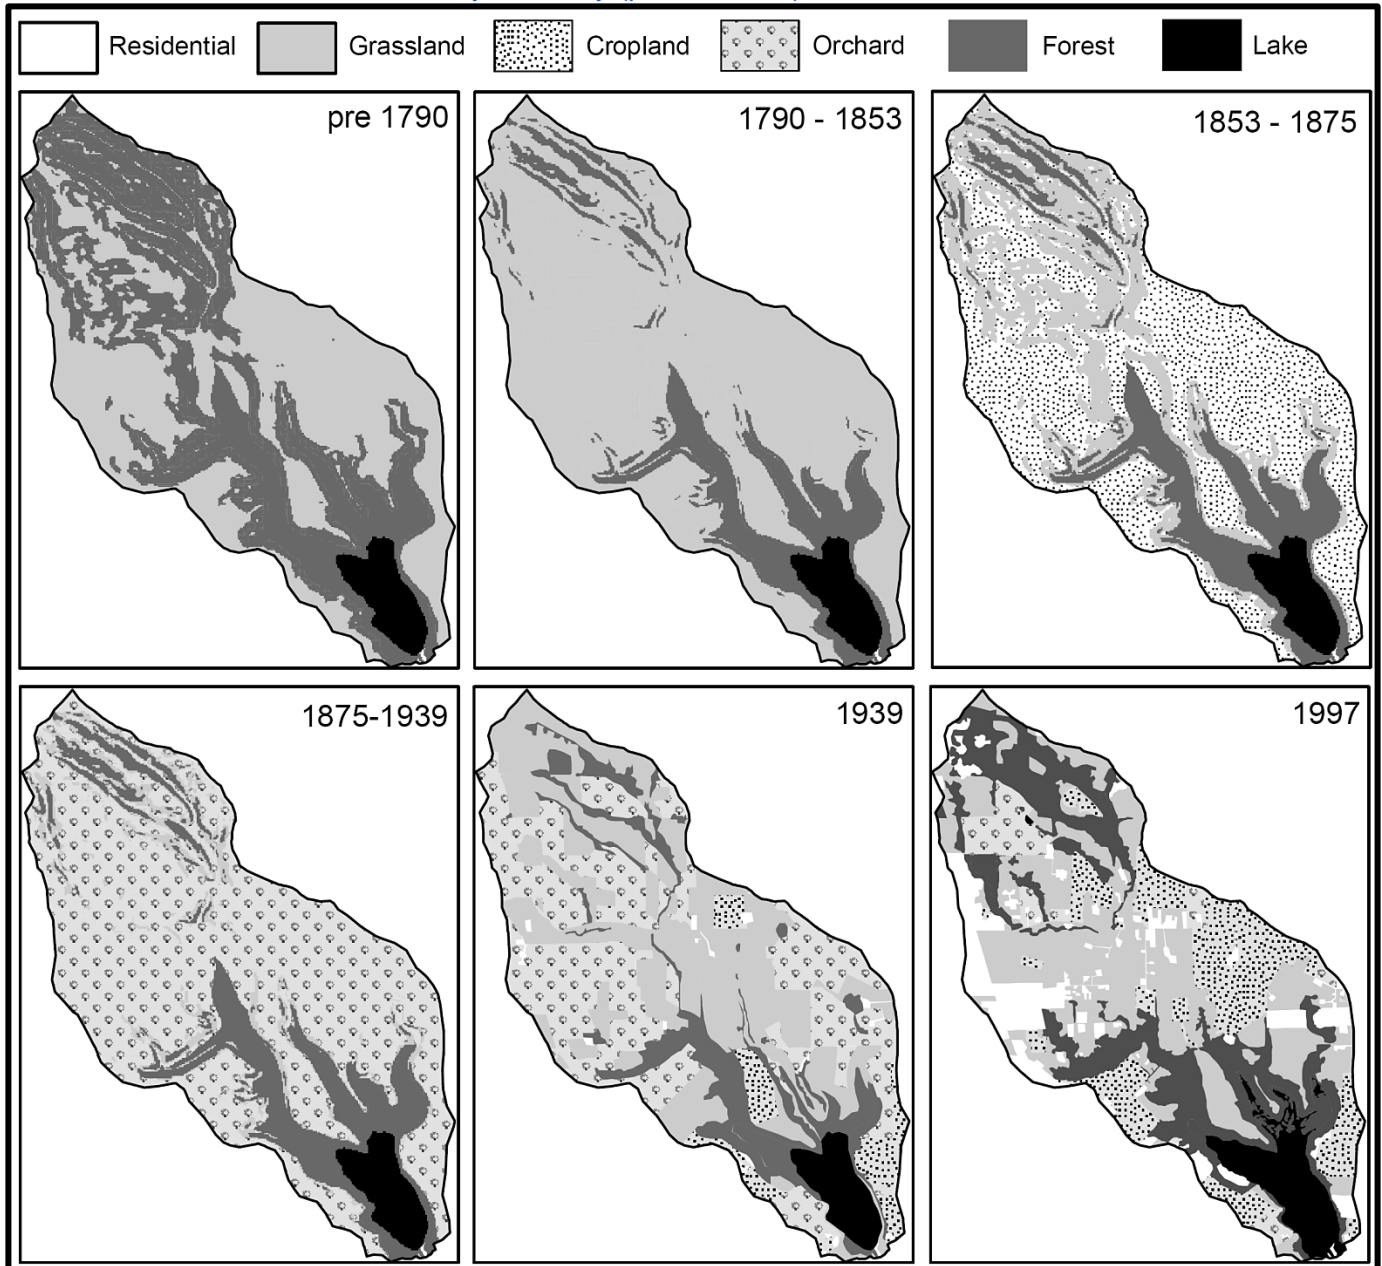 Residential Grassland Cropland Orchard Forest Lake
pre 1790 1790 - 1853 1853 - 1875
1875-1939 1939 1997